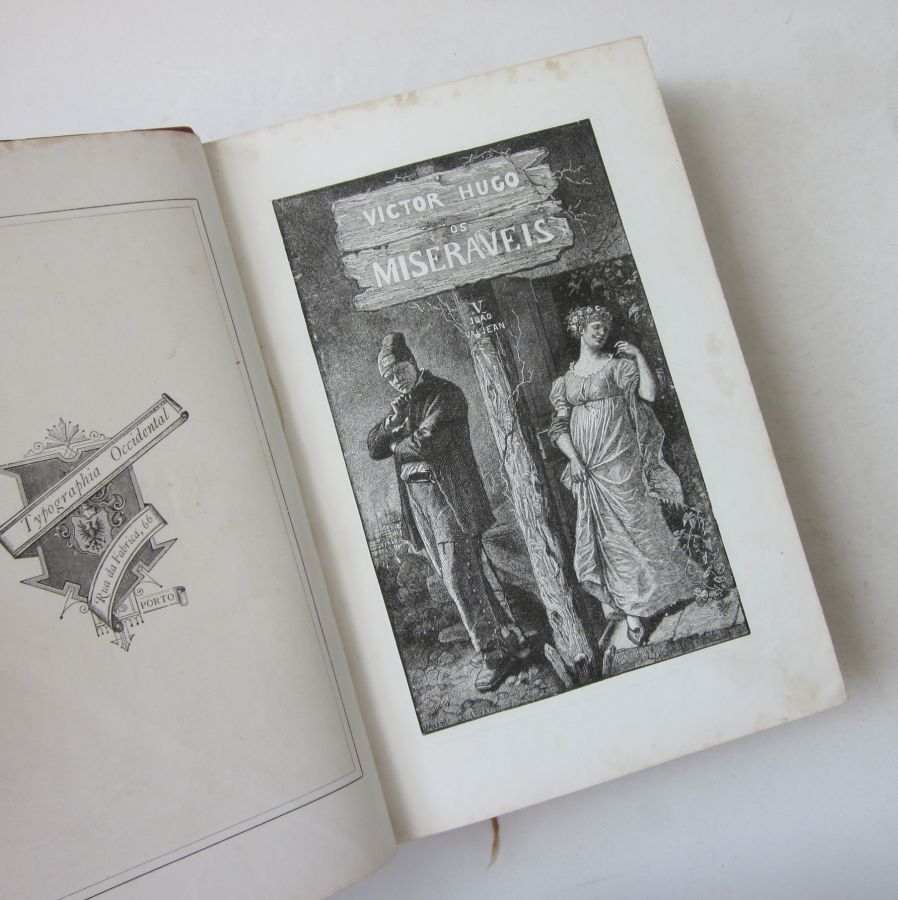 Typographia Occidental
Rua da Fabrica, 66
PORTO
VICTOR HUGO
OS
MISERAVEIS
V
JOÃO
VALJEAN